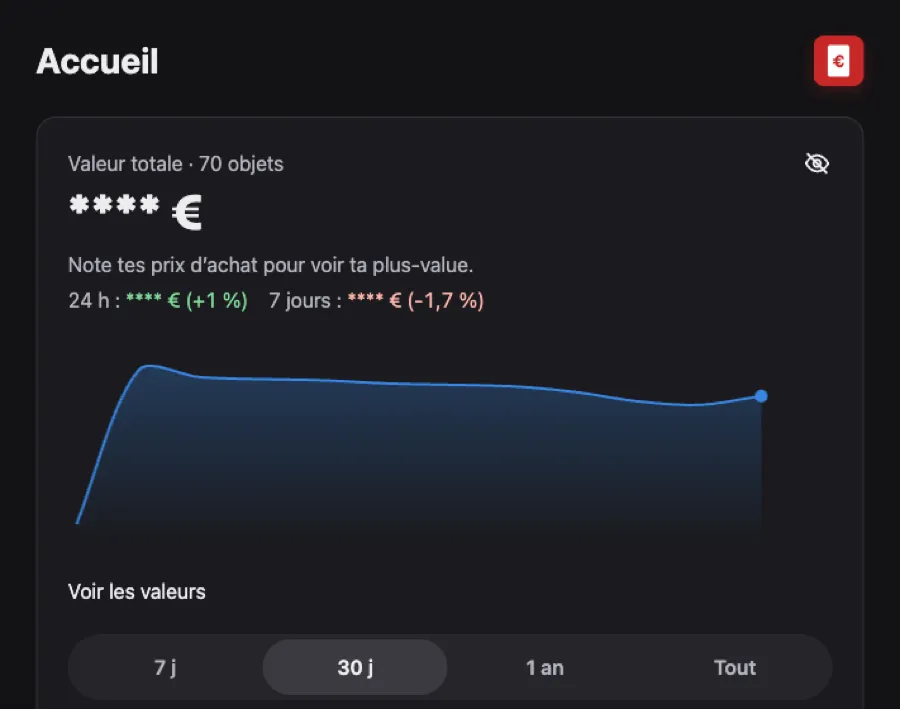 Accueil
€
Valeur totale · 70 objets
**** €
Note tes prix d’achat pour voir ta plus-value.
24 h : **** € (+1 %) 7 jours : **** € (-1,7 %)
Voir les valeurs
7 j 30 j 1 an Tout